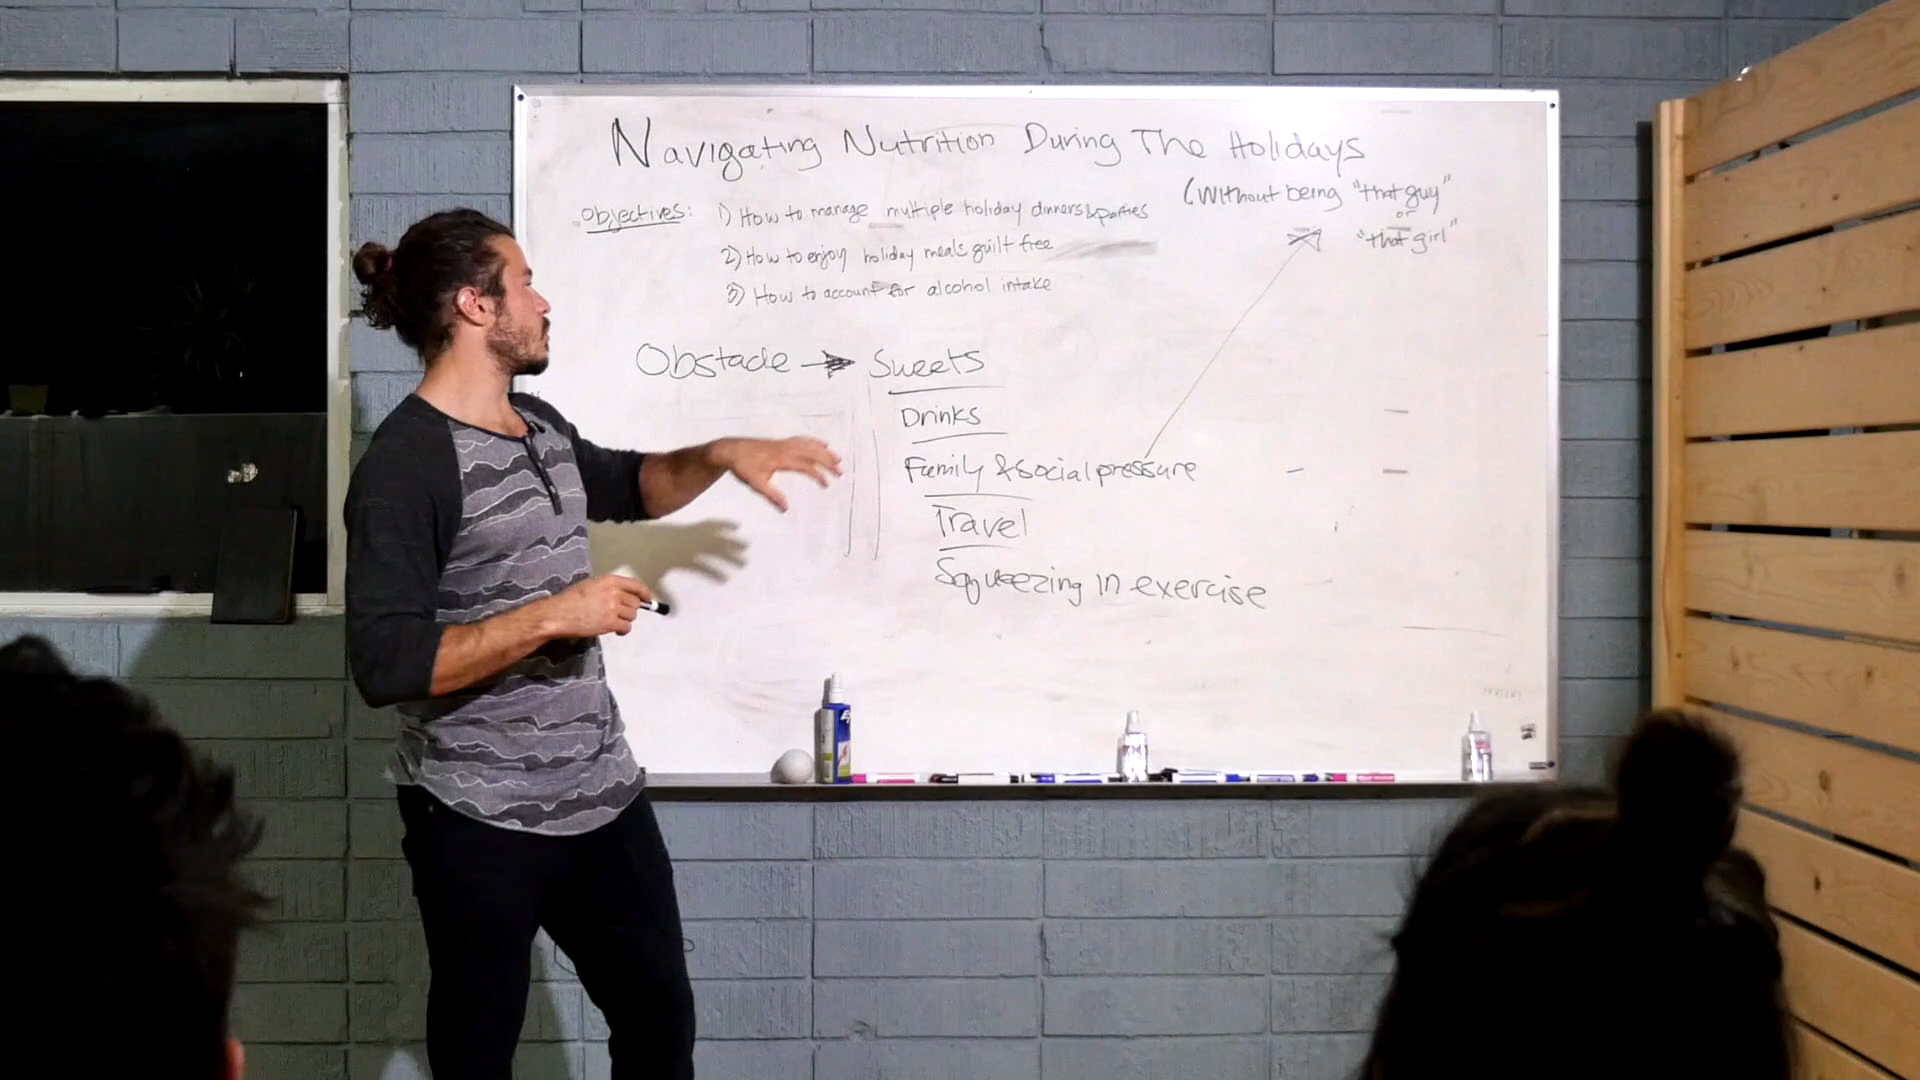 Navigating Nutrition During The Holidays
(Without being "that guy"
or
"that girl"
Objectives: 1) How to manage multiple holiday dinners & parties
2) How to enjoy holiday meals guilt free
3) How to account for alcohol intake
Obstacle → Sweets
Drinks
Family & social pressure
Travel
Squeezing in exercise